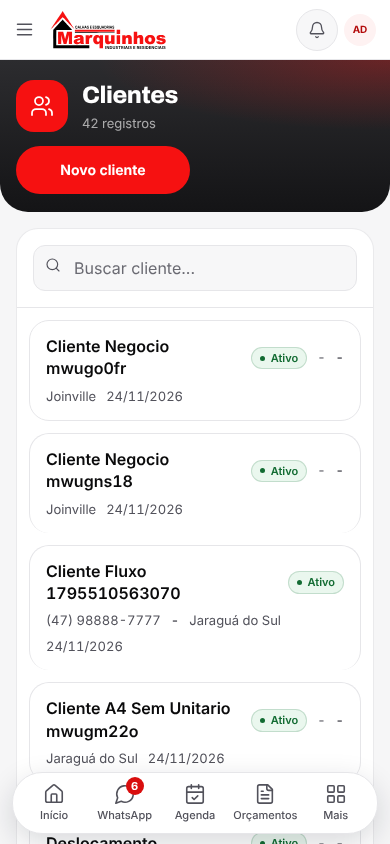 CALHAS E ESQUADRIAS
Marquinhos
INDUSTRIAIS E RESIDENCIAIS
AD
Clientes
42 registros
Novo cliente
Buscar cliente...
Cliente Negocio
mwugo0fr
Ativo - -
Joinville 24/11/2026
Cliente Negocio
mwugns18
Ativo - -
Joinville 24/11/2026
Cliente Fluxo
1795510563070
Ativo
(47) 98888-7777 - Jaraguá do Sul
24/11/2026
Cliente A4 Sem Unitario
mwugm22o
Ativo - -
Jaraguá do Sul 24/11/2026
6
Início WhatsApp Agenda Orçamentos Mais
Deslocamento
Ativo - -